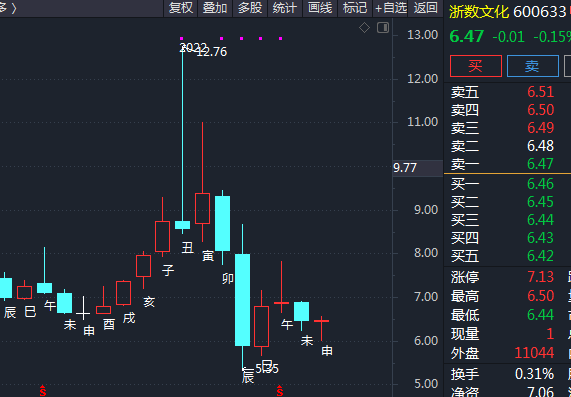 多 〉 复权 叠加 多股 统计 画线 F10 标记 +自选 返回
浙数文化 600633
6.47 -0.01 -0.15%
买 卖
卖五 6.51
卖四 6.50
卖三 6.49
卖二 6.48
卖一 6.47
买一 6.46
买二 6.45
买三 6.44
买四 6.43
买五 6.42
涨停 7.13
最高 6.50
最低 6.44
现量 1
外盘 11044
换手 0.31%
净资 7.06
13.00
12.00
11.00
9.77
9.00
8.00
7.00
6.00
5.00
2022
12.76
辰 巳 午 未 申 酉 戌 亥 子 丑 寅 卯 辰 巳 午 未 申
5.35
S S